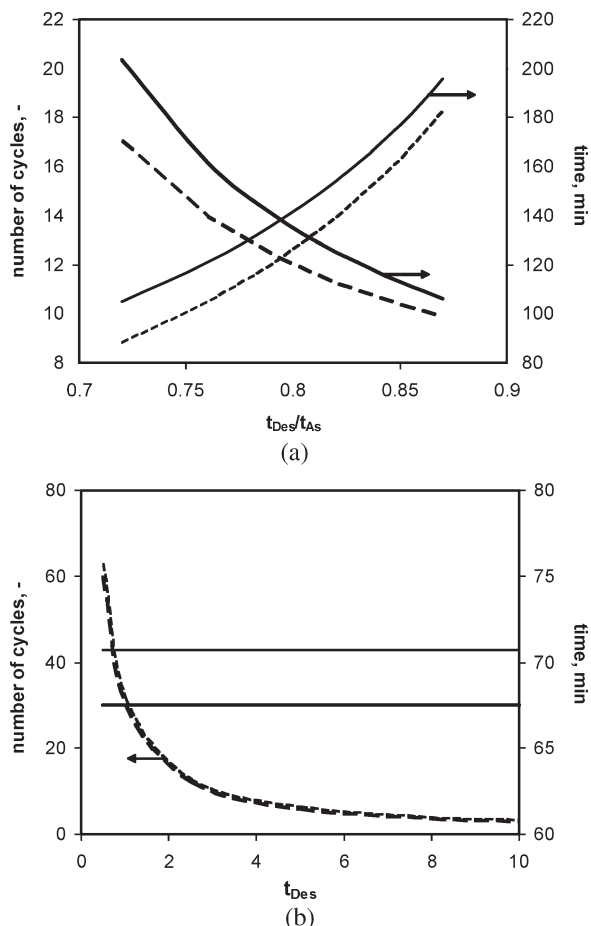 22 220
20 200
18 180
16 160
14 140
12 120
10 100
8 80
0.7 0.75 0.8 0.85 0.9
number of cycles, -
time, min
tDes/tAs
(a)
80 80
60 75
40 70
20 65
0 60
0 2 4 6 8 10
number of cycles, -
time, min
tDes
(b)